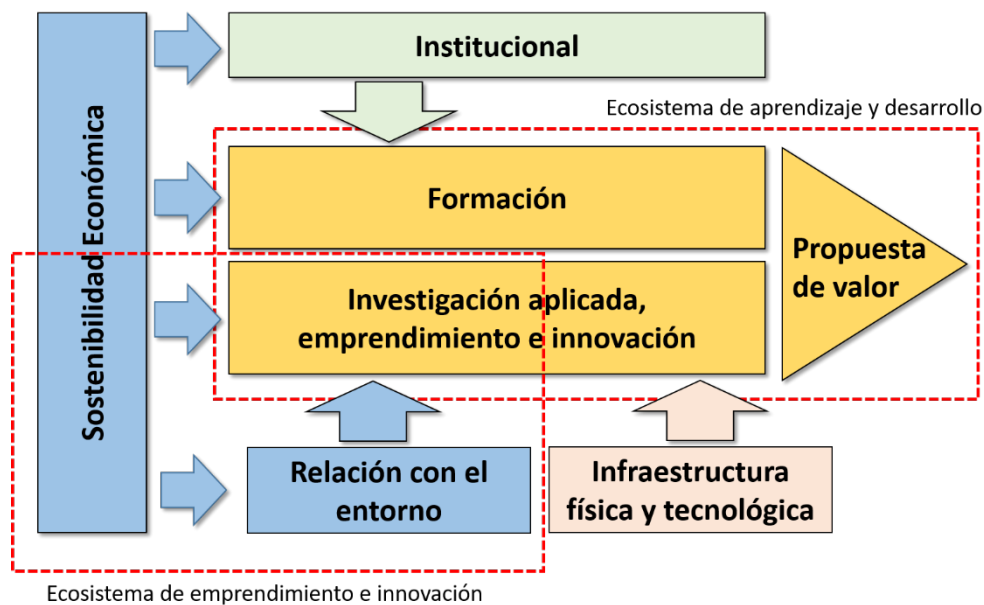 Institucional
Ecosistema de aprendizaje y desarrollo
Sostenibilidad Económica
Formación
Propuesta
de valor
Investigación aplicada,
emprendimiento e innovación
Relación con el
entorno
Infraestructura
física y tecnológica
Ecosistema de emprendimiento e innovación